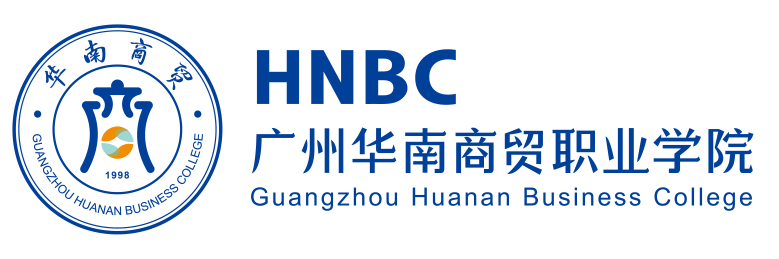 华南商贸
1998
GUANGZHOU HUANAN BUSINESS COLLEGE
HNBC
广州华南商贸职业学院
Guangzhou Huanan Business College